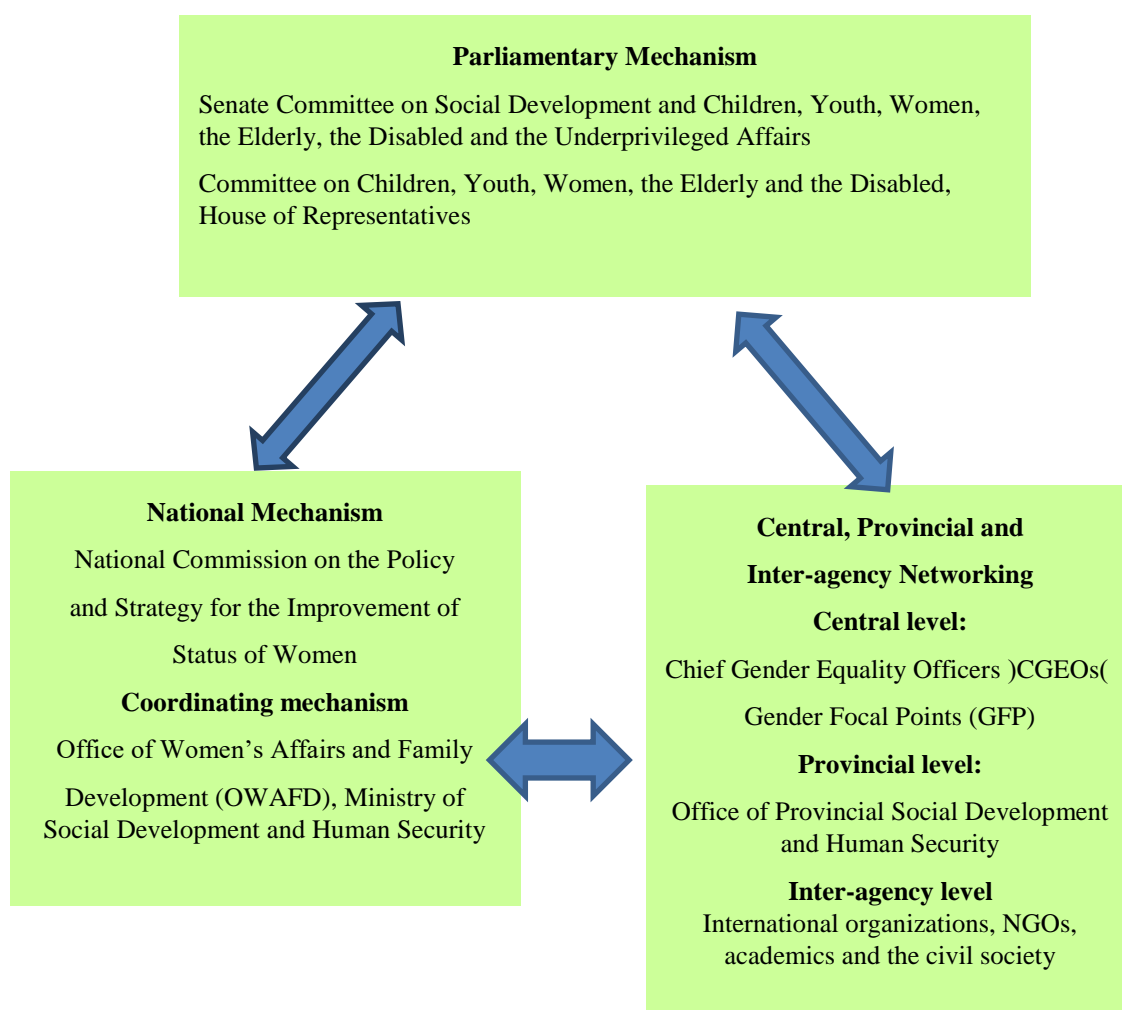 Parliamentary Mechanism
Senate Committee on Social Development and Children, Youth, Women,
the Elderly, the Disabled and the Underprivileged Affairs
Committee on Children, Youth, Women, the Elderly and the Disabled,
House of Representatives
National Mechanism
National Commission on the Policy
and Strategy for the Improvement of
Status of Women
Coordinating mechanism
Office of Women’s Affairs and Family
Development (OWAFD), Ministry of
Social Development and Human Security
Central, Provincial and
Inter-agency Networking
Central level:
Chief Gender Equality Officers )CGEOs(
Gender Focal Points (GFP)
Provincial level:
Office of Provincial Social Development
and Human Security
Inter-agency level
International organizations, NGOs,
academics and the civil society